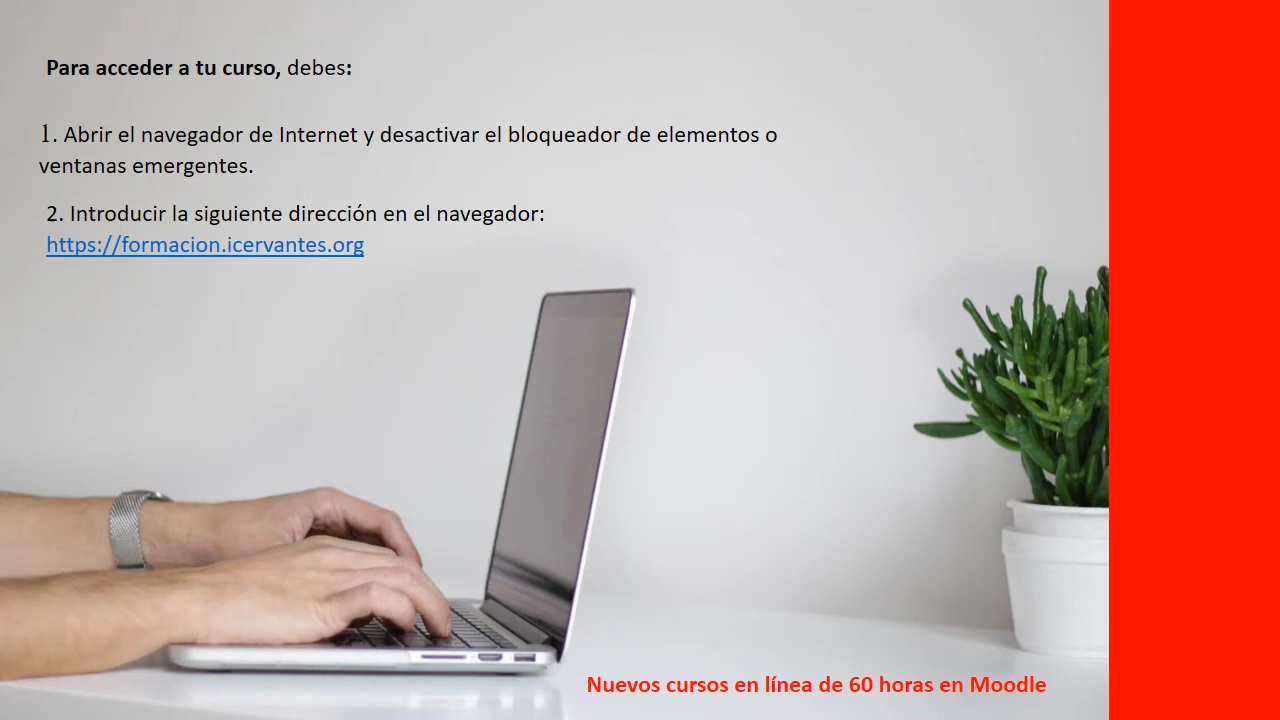 Para acceder a tu curso, debes:
1. Abrir el navegador de Internet y desactivar el bloqueador de elementos o
ventanas emergentes.
2. Introducir la siguiente dirección en el navegador:
https://formacion.icervantes.org
Nuevos cursos en línea de 60 horas en Moodle